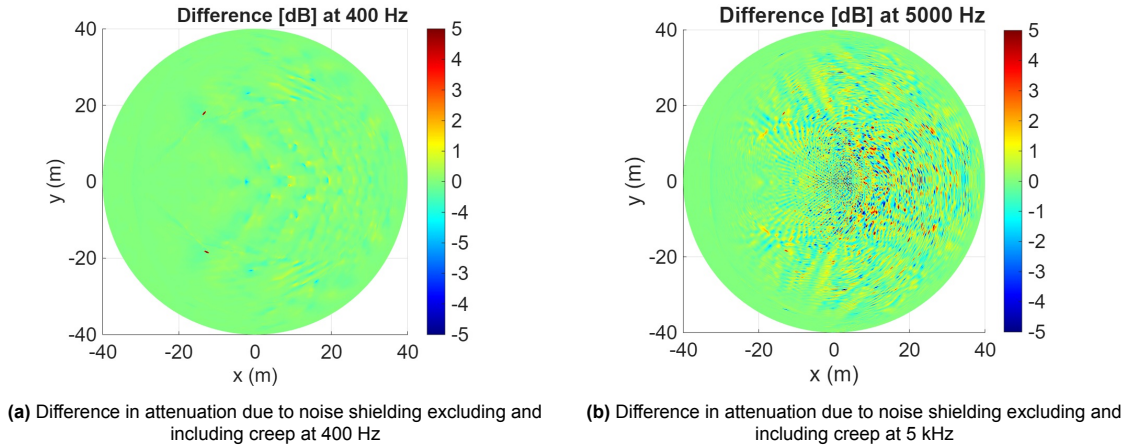 Difference [dB] at 400 Hz
40
20
0
-20
-40
y (m)
-40 -20 0 20 40
x (m)
5
3
2
2
1
0
-4
-5
-3
-4
-5
(a) Difference in attenuation due to noise shielding excluding and
including creep at 400 Hz
Difference [dB] at 5000 Hz
40
20
0
-20
-40
y (m)
-40 -20 0 20 40
x (m)
5
4
3
2
1
0
-1
-2
-3
-4
-5
(b) Difference in attenuation due to noise shielding excluding and
including creep at 5 kHz